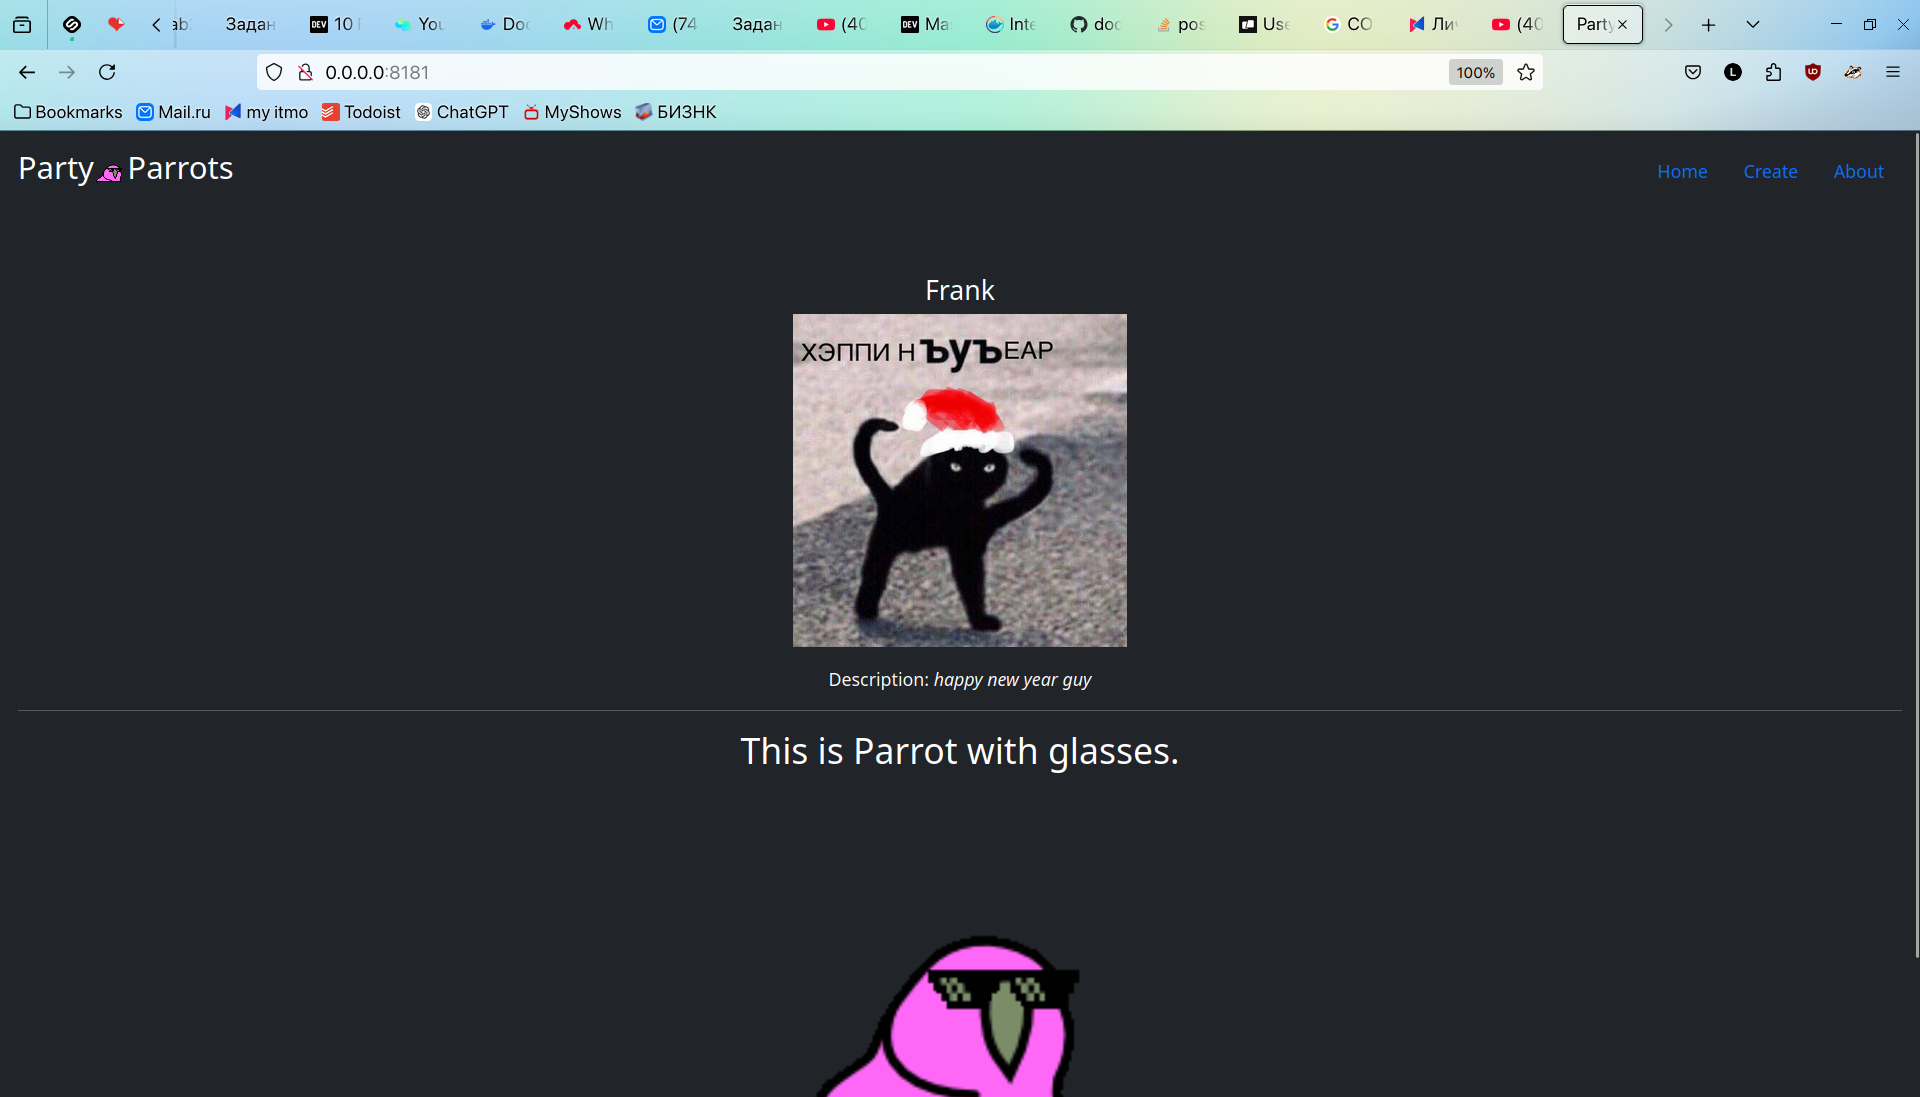 Задан
10
You
Doc
Wh
(74
Задан
(40
Ma
Inte
doc
pos
Use
CO
Ли
(40
Party
0.0.0.0:8181
100%
Bookmarks
Mail.ru
my itmo
Todoist
ChatGPT
MyShows
БИЗНК
Party Parrots
Home
Create
About
Frank
ХЭППИ НЪУЪЕАР
Description: happy new year guy
This is Parrot with glasses.